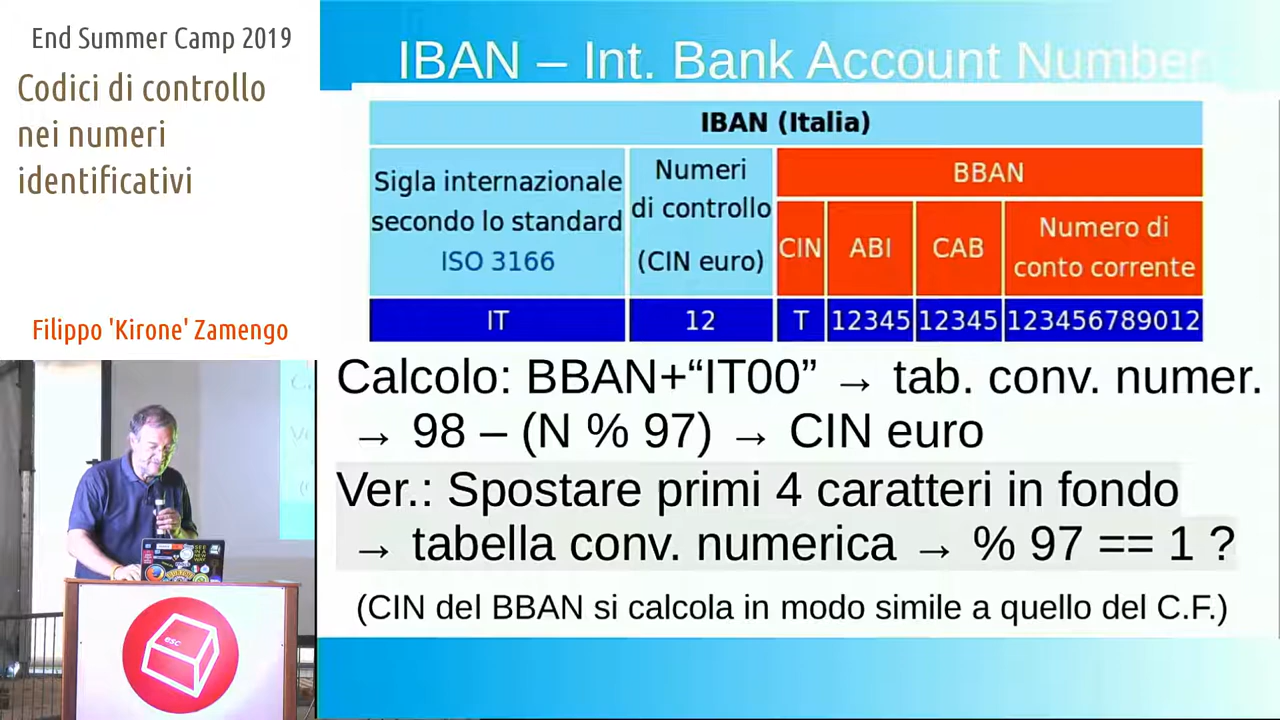 End Summer Camp 2019
Codici di controllo
nei numeri
identificativi
Filippo 'Kirone' Zamengo
IBAN – Int. Bank Account Number
IBAN (Italia)
Sigla internazionale
secondo lo standard
ISO 3166
Numeri
di controllo
(CIN euro)
BBAN
CIN
ABI
CAB
Numero di
conto corrente
IT
12
T
12345
12345
123456789012
Calcolo: BBAN+“IT00” → tab. conv. numer.
→ 98 – (N % 97) → CIN euro
Ver.: Spostare primi 4 caratteri in fondo
→ tabella conv. numerica → % 97 == 1 ?
(CIN del BBAN si calcola in modo simile a quello del C.F.)
ESC